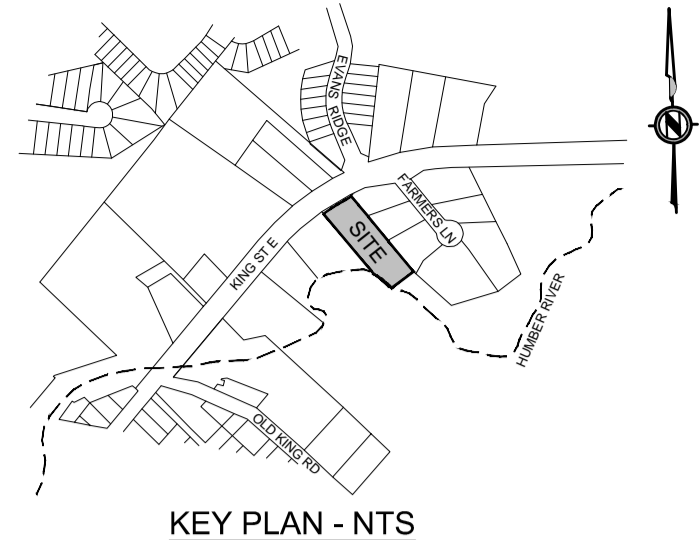 EVANS RIDGE
N
FARMERS LN
SITE
KING ST E
HUMBER RIVER
OLD KING RD
KEY PLAN - NTS